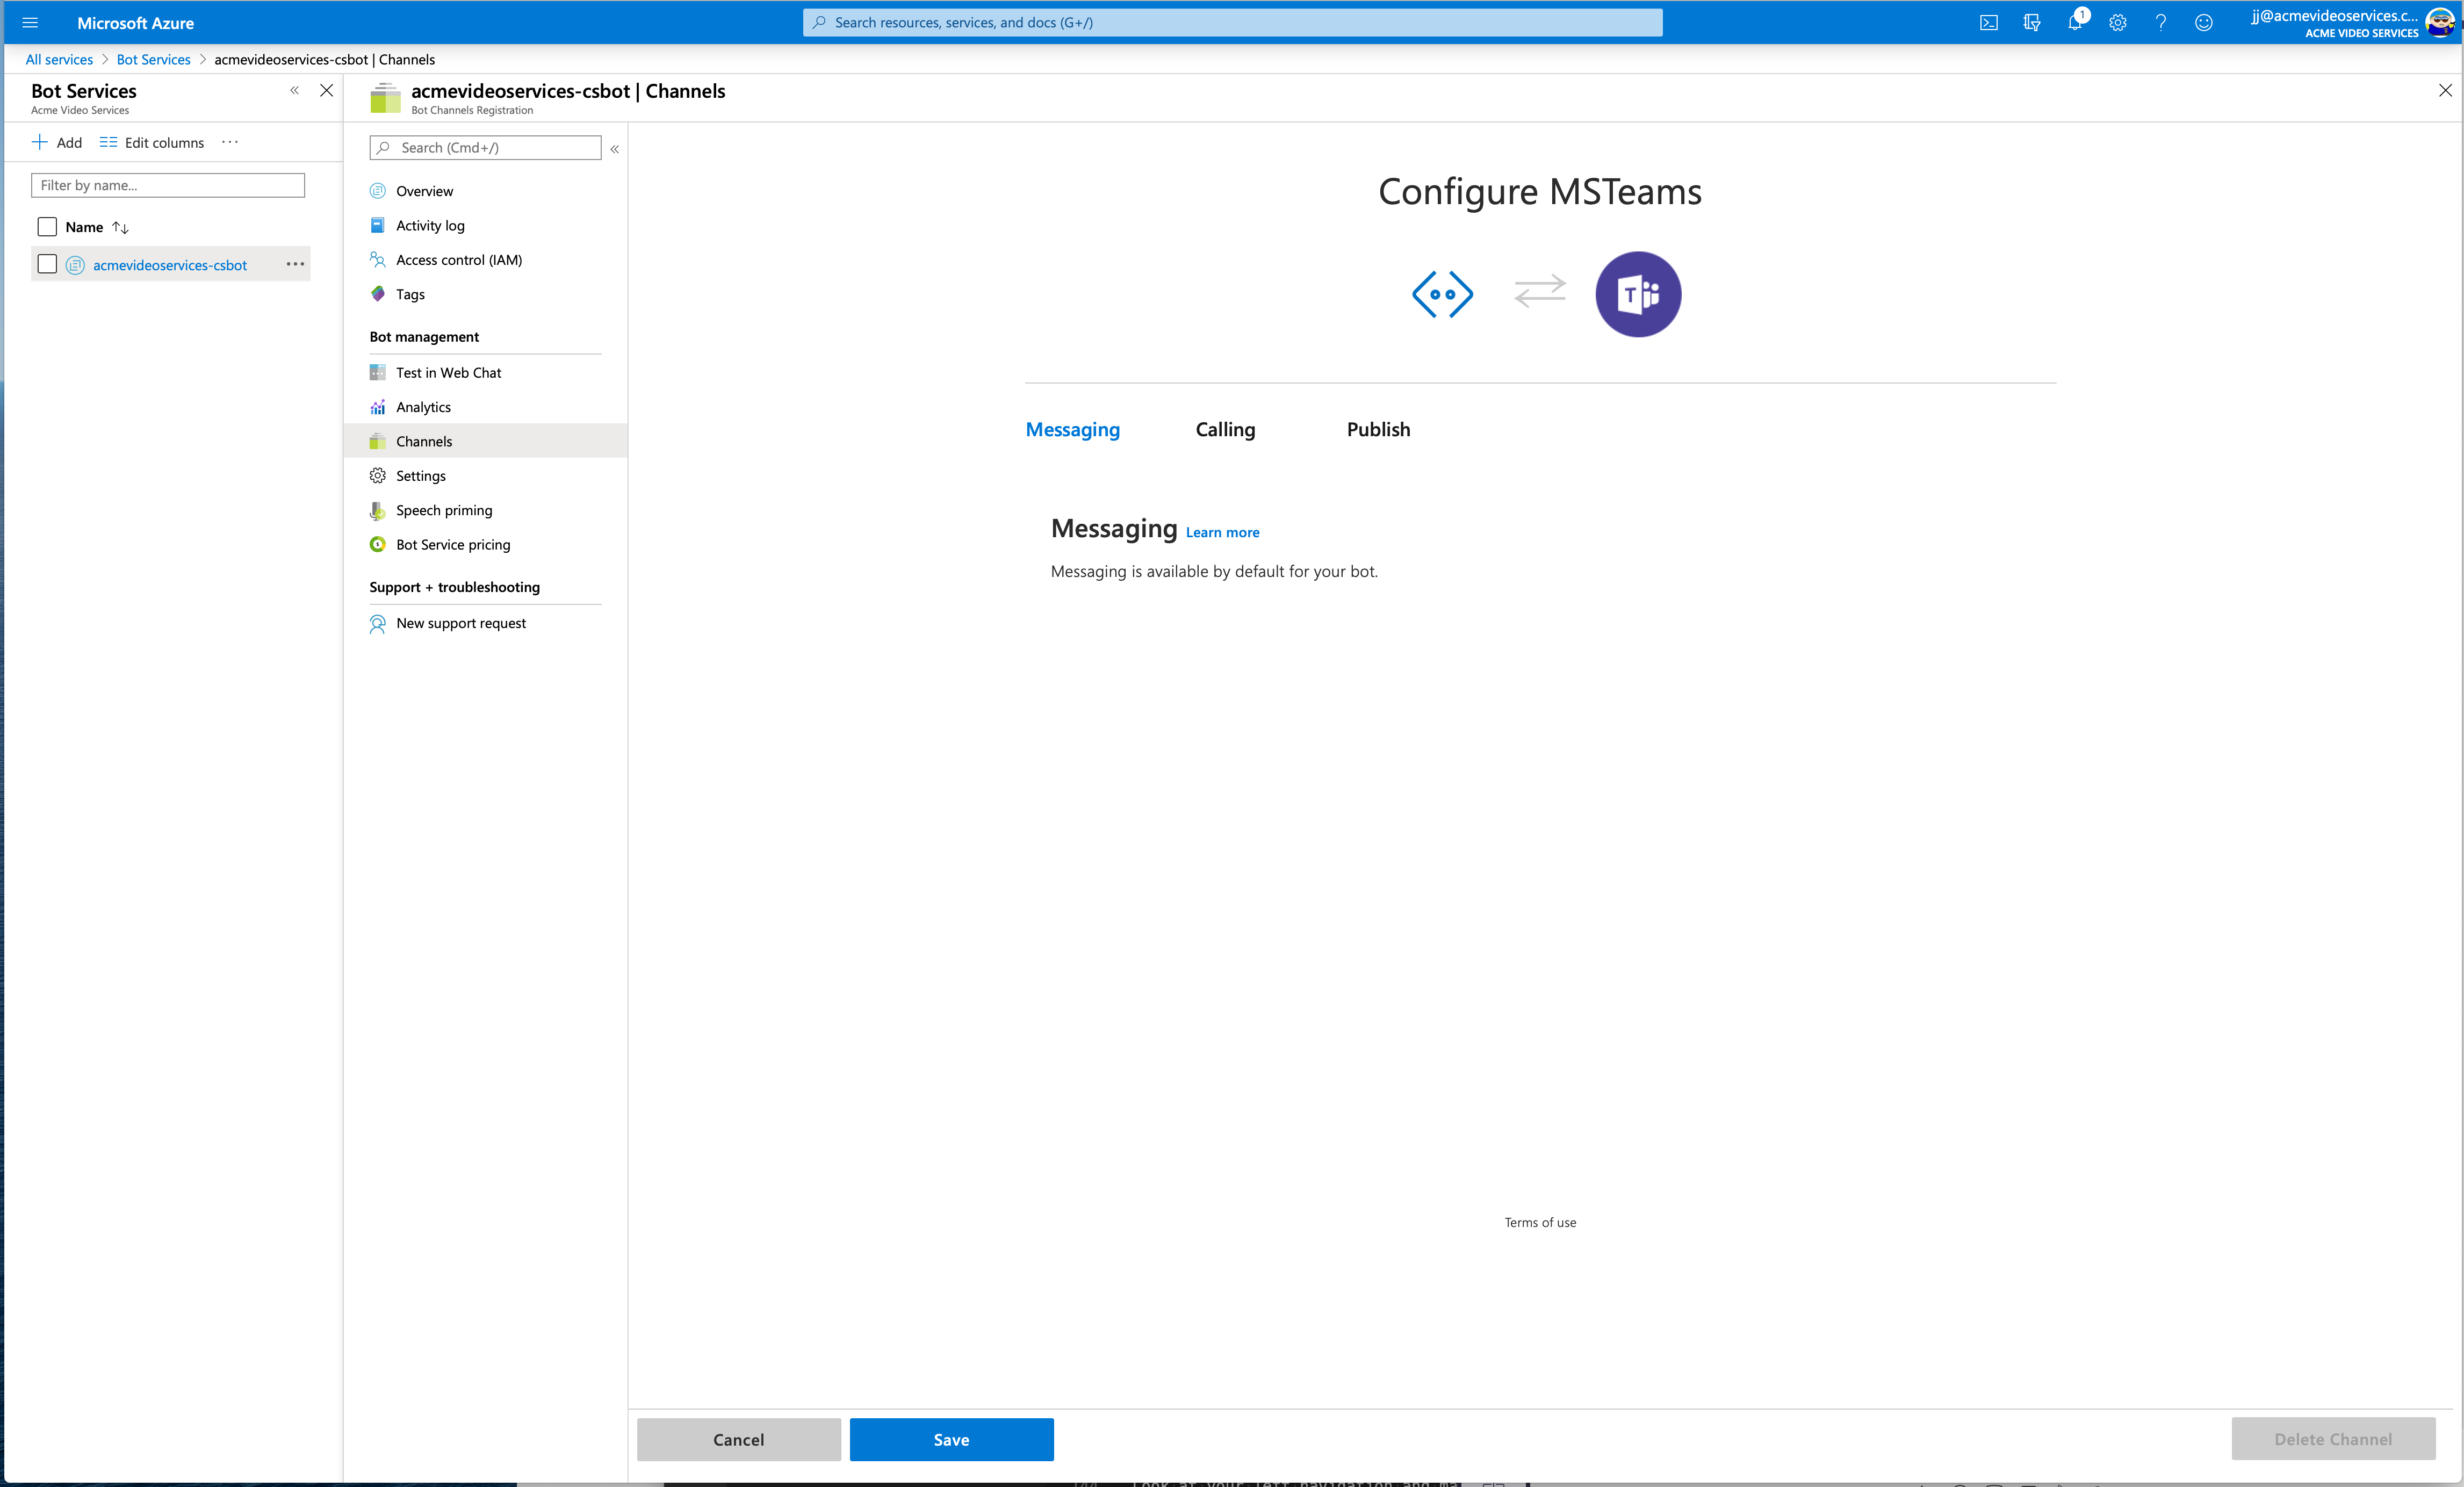 Microsoft Azure
Search resources, services, and docs (G+/)
1
jj@acmevideoservices.c...
ACME VIDEO SERVICES
All services > Bot Services > acmevideoservices-csbot | Channels
Bot Services
Acme Video Services
Add
Edit columns
...
Filter by name...
Name
acmevideoservices-csbot
...
acmevideoservices-csbot | Channels
Bot Channels Registration
Search (Cmd+/)
Overview
Activity log
Access control (IAM)
Tags
Bot management
Test in Web Chat
Analytics
Channels
Settings
Speech priming
Bot Service pricing
Support + troubleshooting
New support request
Configure MSTeams
T
Messaging
Calling
Publish
Messaging Learn more
Messaging is available by default for your bot.
Terms of use
Cancel
Save
Delete Channel